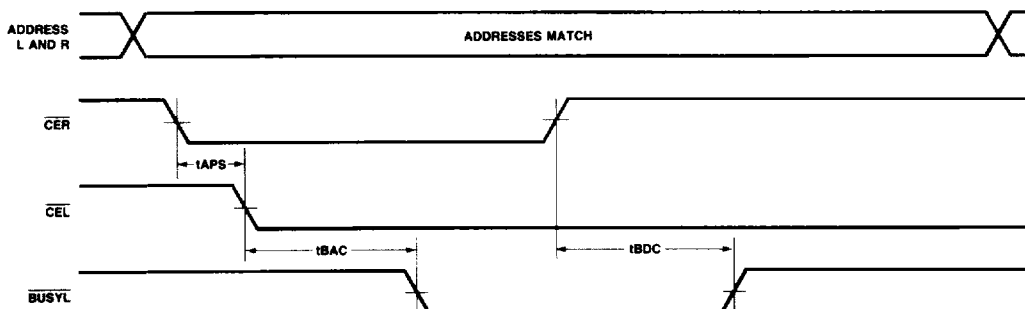 ADDRESS
L AND R
ADDRESSES MATCH
CER
tAPS
CEL
tBAC
tBDC
BUSYL